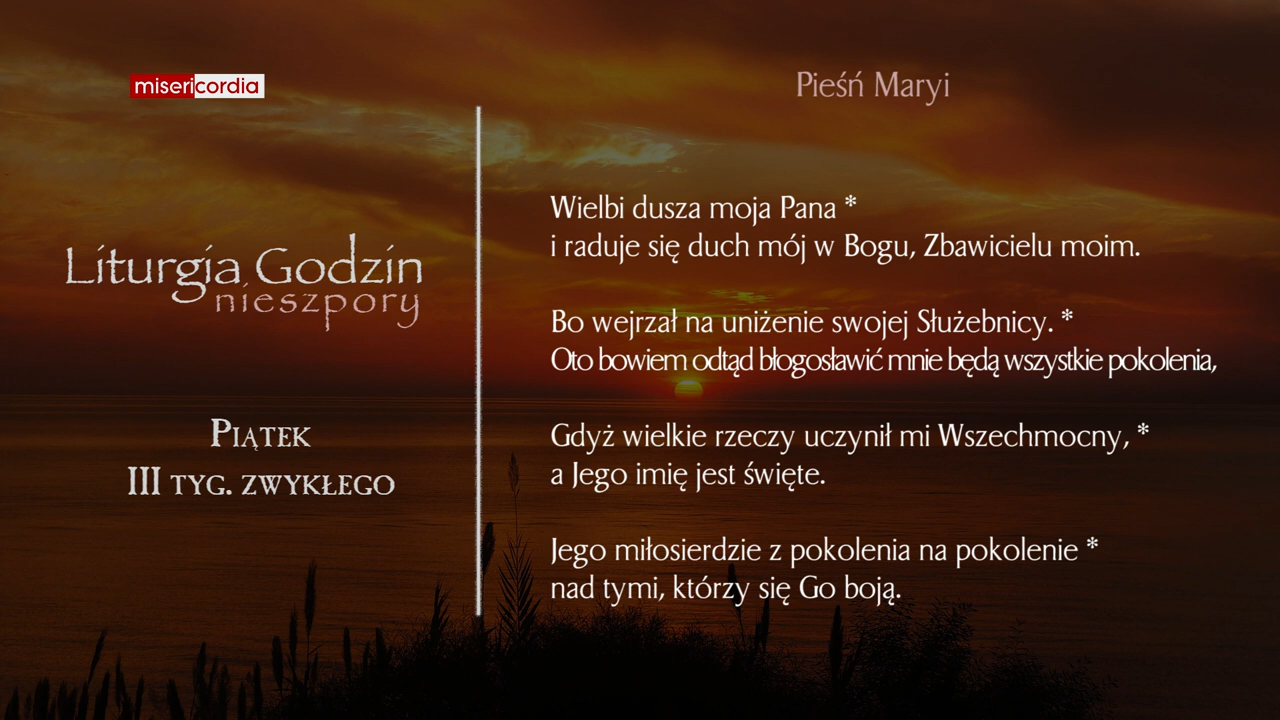 misericordia
Liturgia Godzin
nieszpory
Piątek
III tyg. zwykłego
Pieśń Maryi
Wielbi dusza moja Pana *
i raduje się duch mój w Bogu, Zbawicielu moim.
Bo wejrzał na uniżenie swojej Służebnicy. *
Oto bowiem odtąd błogosławić mnie będą wszystkie pokolenia,
Gdyż wielkie rzeczy uczynił mi Wszechmocny, *
a Jego imię jest święte.
Jego miłosierdzie z pokolenia na pokolenie *
nad tymi, którzy się Go boją.